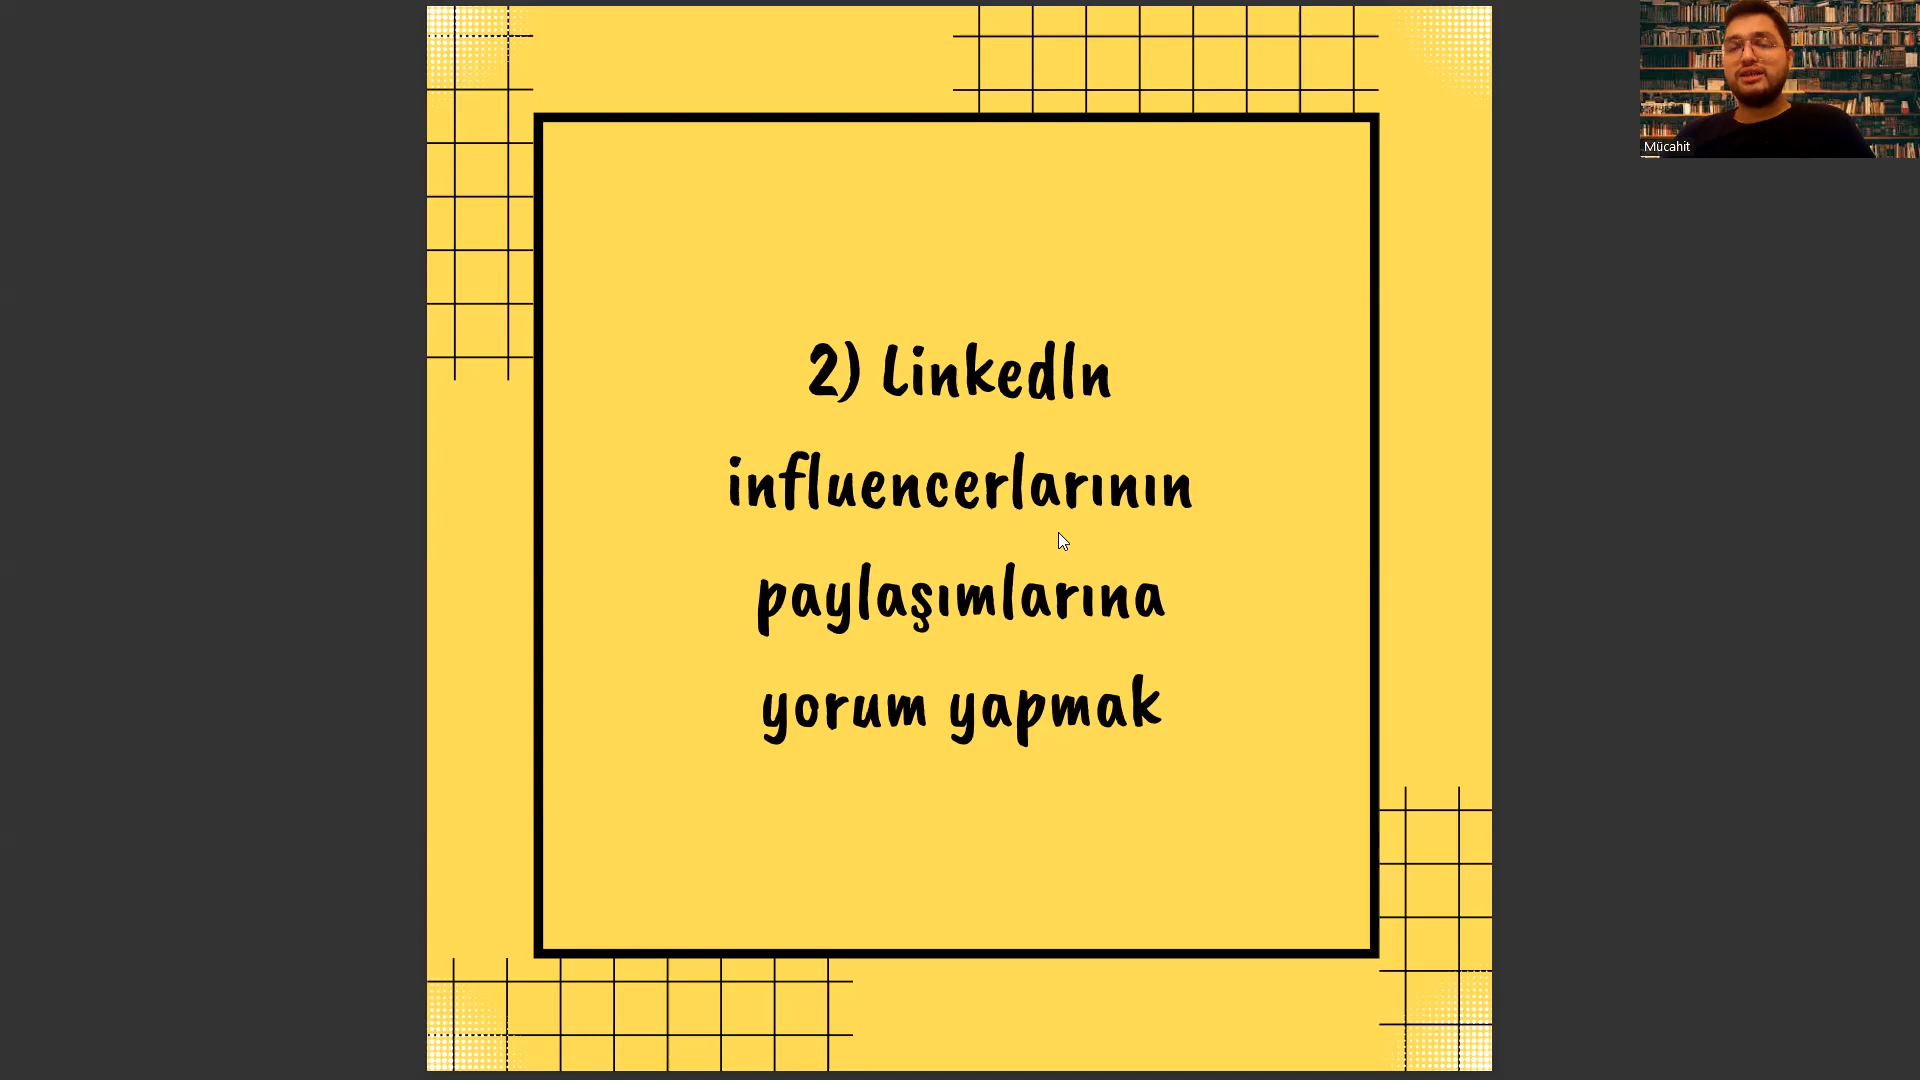 Mücahit
2) LinkedIn
influencerlarının
paylaşımlarına
yorum yapmak